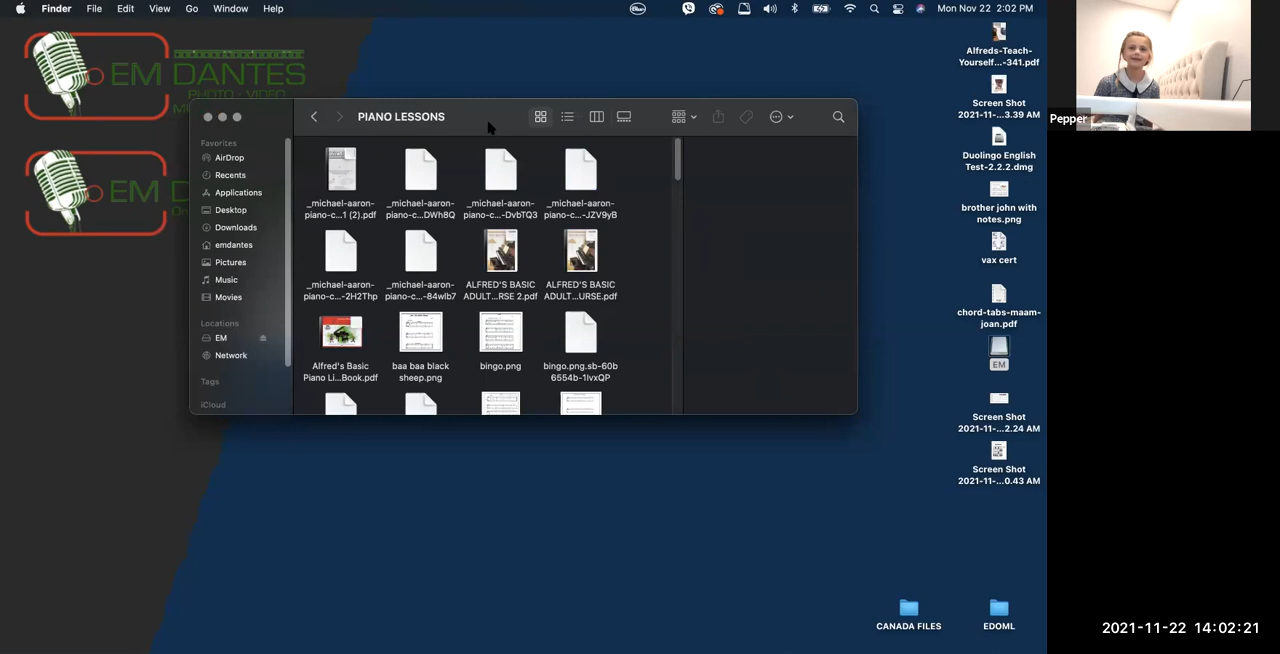 Finder File Edit View Go Window Help
Mon Nov 22 2:02 PM
EM DANTES
PHOTO · VIDEO
EM D
PIANO LESSONS
Favorites
AirDrop
Recents
Applications
Desktop
Downloads
emdantes
Pictures
Music
Movies
Locations
EM
Network
Tags
iCloud
_michael-aaron-
piano-c...1 (2).pdf
_michael-aaron-
piano-c...DWh8Q
_michael-aaron-
piano-c...-DvbTQ3
_michael-aaron-
piano-c...-JZV9yB
_michael-aaron-
piano-c...-2H2Thp
_michael-aaron-
piano-c...-84wlb7
ALFRED'S BASIC
ADULT...RSE 2.pdf
ALFRED'S BASIC
ADULT...URSE.pdf
Alfred's Basic
Piano Li...Book.pdf
baa baa black
sheep.png
bingo.png
bingo.png.sb-60b
6554b-1lvxQP
Alfreds-Teach-
Yourself...-341.pdf
Screen Shot
2021-11-...3.39 AM
Duolingo English
Test-2.2.2.dmg
brother john with
notes.png
vax cert
chord-tabs-maam-
joan.pdf
EM
Screen Shot
2021-11-...2.24 AM
Screen Shot
2021-11-...0.43 AM
CANADA FILES
EDOML
Pepper
2021-11-22 14:02:21